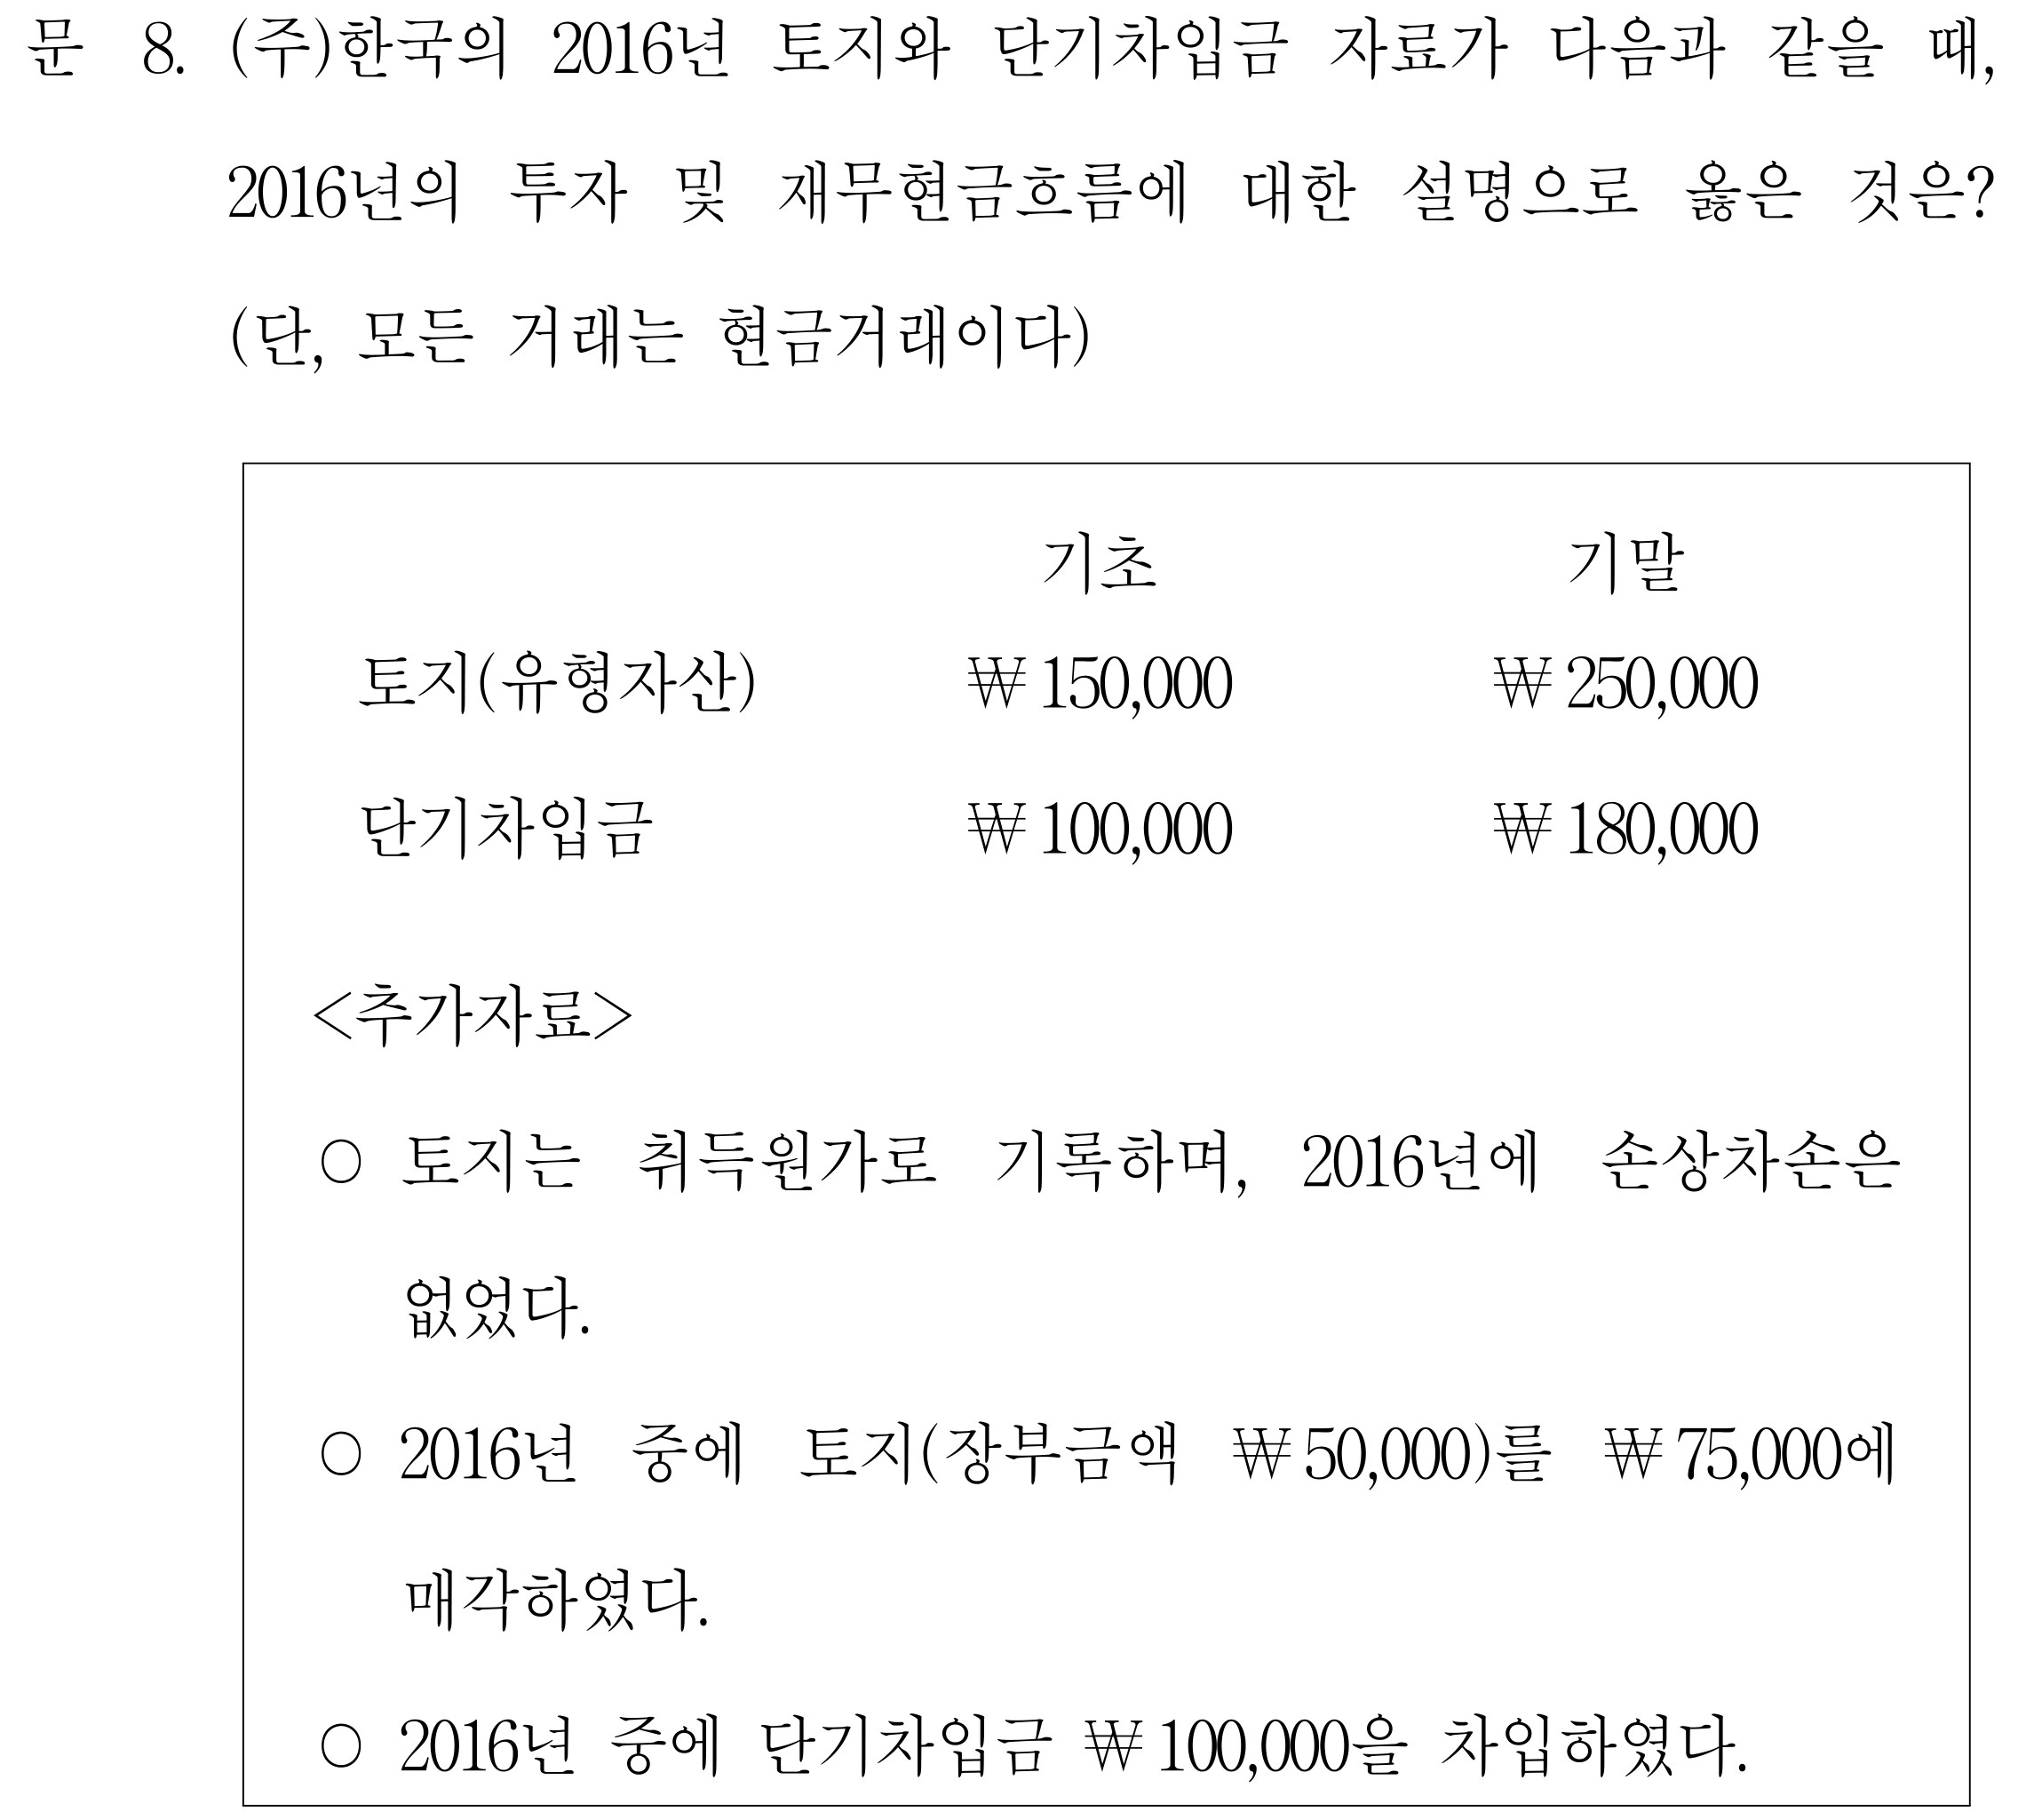 문 8. (주)한국의 2016년 토지와 단기차입금 자료가 다음과 같을 때,
2016년의 투자 및 재무현금흐름에 대한 설명으로 옳은 것은?
(단, 모든 거래는 현금거래이다)
기초 기말
토지(유형자산) ₩150,000 ₩250,000
단기차입금 ₩100,000 ₩180,000
<추가자료>
○ 토지는 취득원가로 기록하며, 2016년에 손상차손은
없었다.
○ 2016년 중에 토지(장부금액 ₩50,000)를 ₩75,000에
매각하였다.
○ 2016년 중에 단기차입금 ₩100,000을 차입하였다.